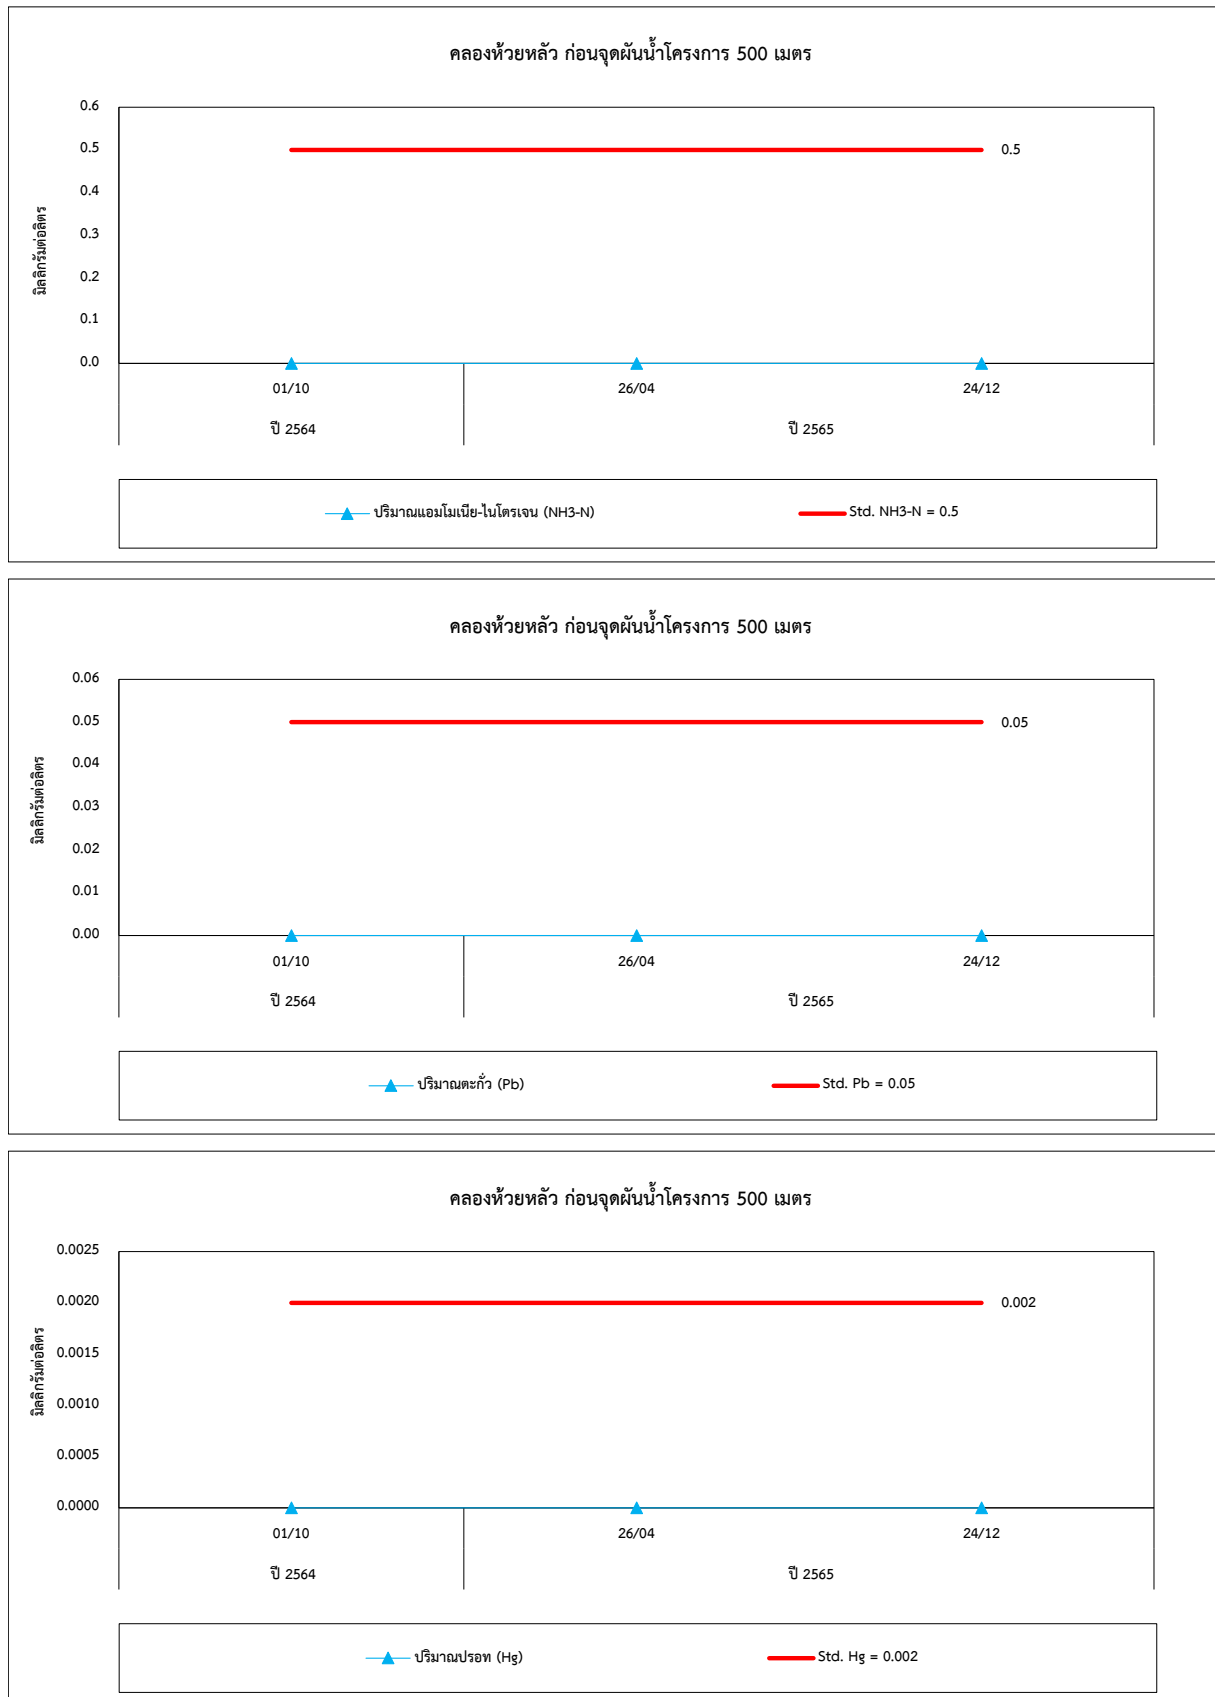 คลองห้วยหลัว ก่อนจุดผันน้ำโครงการ 500 เมตร
มิลลิกรัมต่อลิตร
0.6
0.5
0.4
0.3
0.2
0.1
0.0
0.5
01/10
26/04
24/12
ปี 2564
ปี 2565
ปริมาณแอมโมเนีย-ไนโตรเจน (NH3-N)
Std. NH3-N = 0.5
คลองห้วยหลัว ก่อนจุดผันน้ำโครงการ 500 เมตร
มิลลิกรัมต่อลิตร
0.06
0.05
0.04
0.03
0.02
0.01
0.00
0.05
01/10
26/04
24/12
ปี 2564
ปี 2565
ปริมาณตะกั่ว (Pb)
Std. Pb = 0.05
คลองห้วยหลัว ก่อนจุดผันน้ำโครงการ 500 เมตร
มิลลิกรัมต่อลิตร
0.0025
0.0020
0.0015
0.0010
0.0005
0.0000
0.002
01/10
26/04
24/12
ปี 2564
ปี 2565
ปริมาณปรอท (Hg)
Std. Hg = 0.002